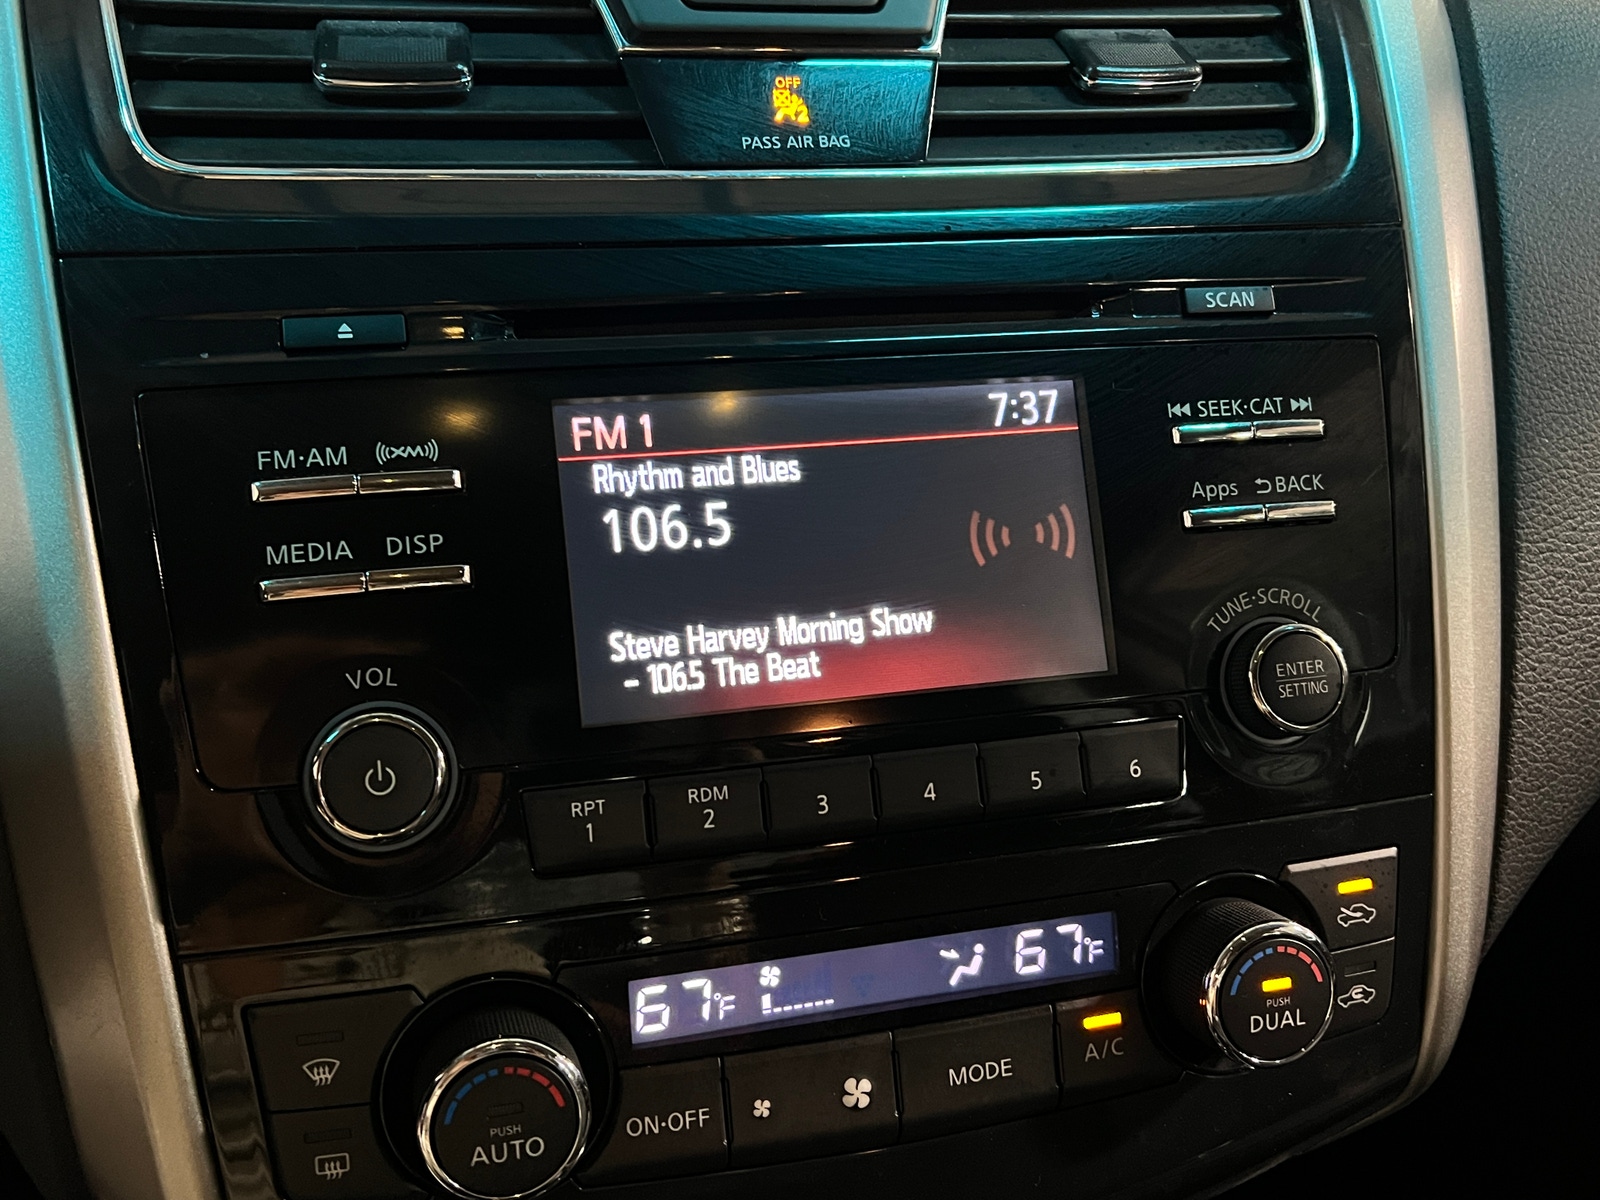 OFF
2
PASS AIR BAG
SCAN
FM·AM
XM
MEDIA
DISP
VOL
FM 1
7:37
Rhythm and Blues
106.5
Steve Harvey Morning Show
- 106.5 The Beat
SEEK·CAT
Apps
BACK
TUNE·SCROLL
ENTER
SETTING
RPT
1
RDM
2
3
4
5
6
67°F
67°F
PUSH
AUTO
ON·OFF
MODE
A/C
PUSH
DUAL